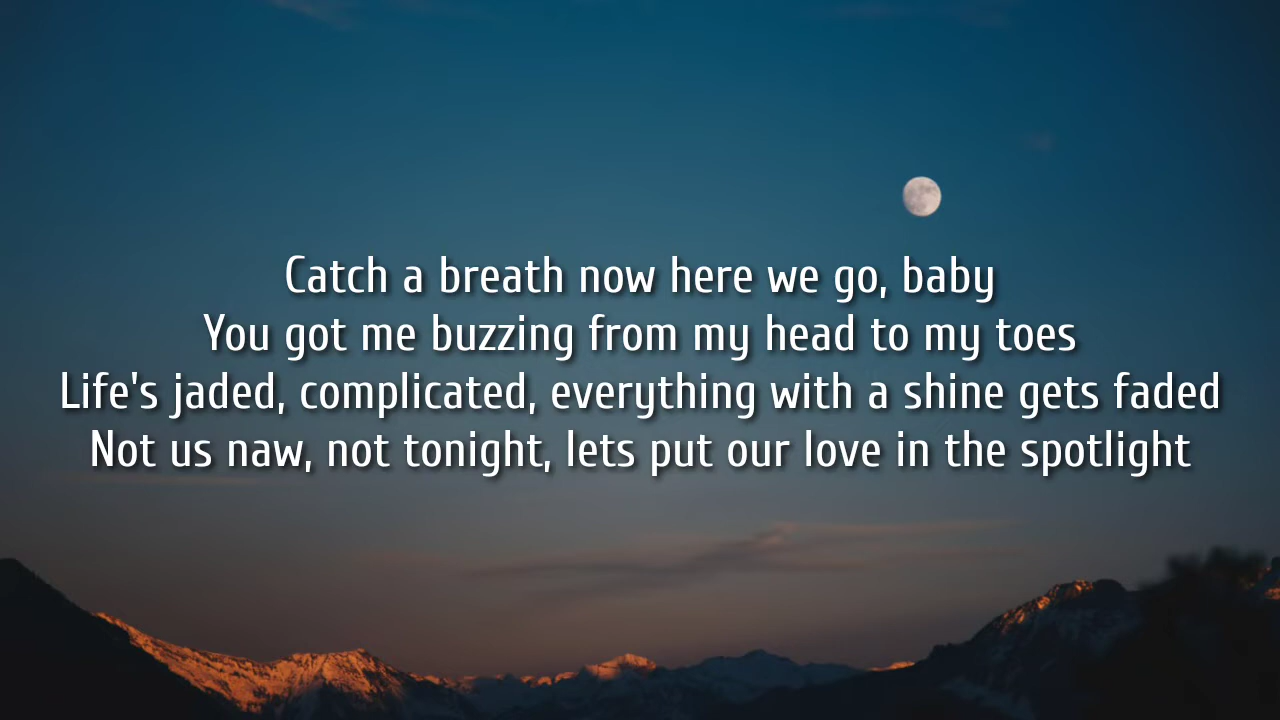 Catch a breath now here we go, baby
You got me buzzing from my head to my toes
Life's jaded, complicated, everything with a shine gets faded
Not us naw, not tonight, lets put our love in the spotlight